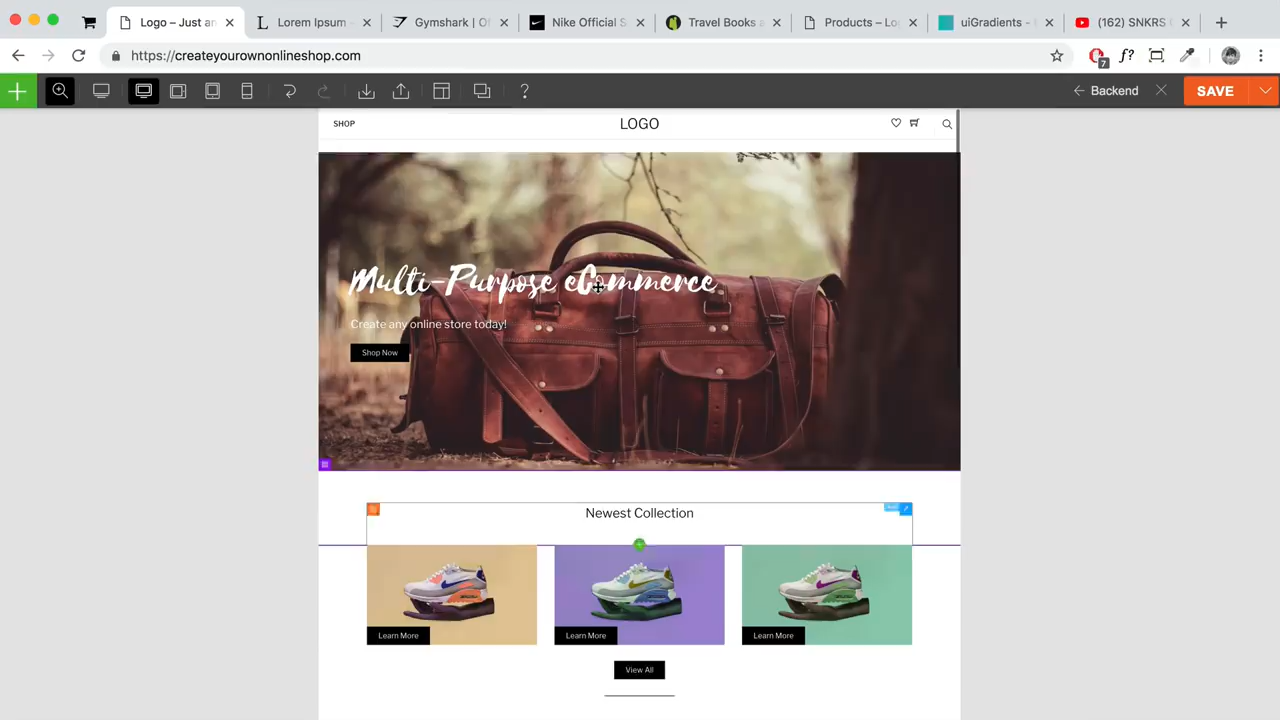 Logo – Just an
Lorem Ipsum –
Gymshark | O
Nike Official S
Travel Books a
Products – Log
uiGradients –
(162) SNKRS
https://createyourownonlineshop.com
f?
7
Backend
SAVE
SHOP
LOGO
Multi-Purpose eCommerce
Create any online store today!
Shop Now
Newest Collection
Learn More
Learn More
Learn More
View All